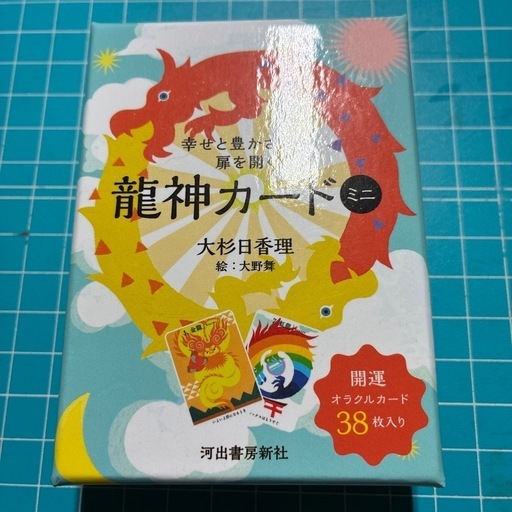 幸せと豊かさ
扉を開く
龍神カード ミニ
大杉日香理
絵：大野舞
開運
オラクルカード
38枚入り
河出書房新社